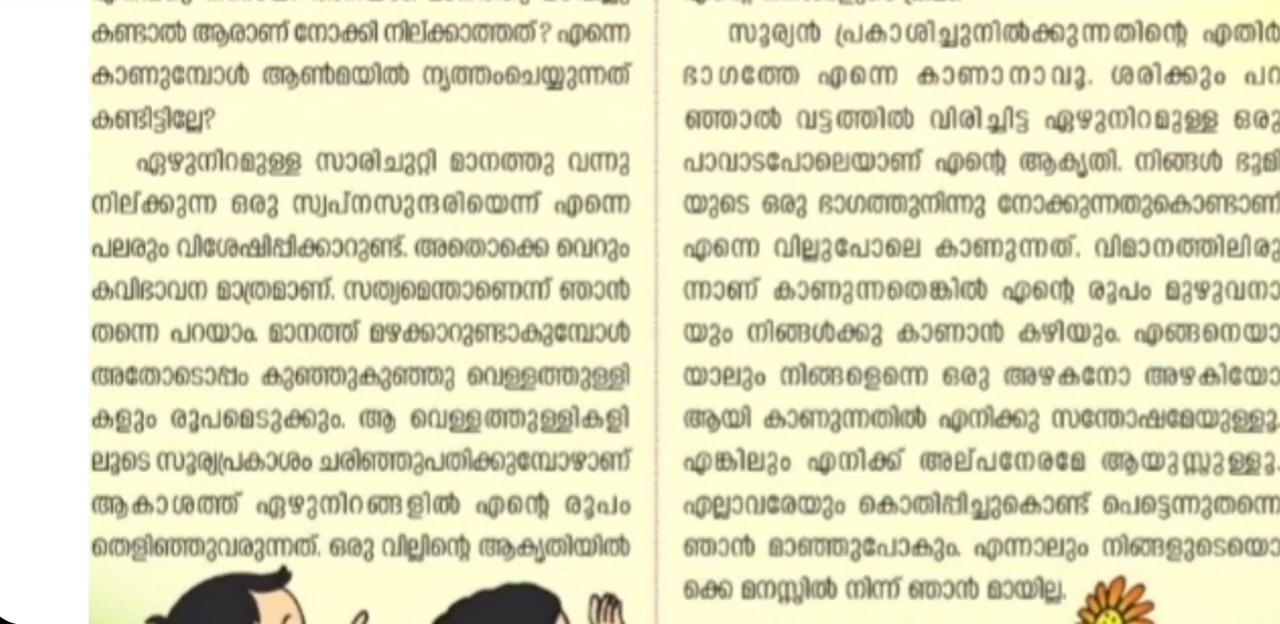 കണ്ടാൽ ആരാണ് നോക്കി നില്ക്കാത്തത്? എന്നെ
കാണുമ്പോൾ ആൺമയിൽ നൃത്തംചെയ്യുന്നത്
കണ്ടിട്ടില്ലേ?
ഏഴുനിറമുള്ള സാരിചുറ്റി മാനത്തു വന്നു
നില്ക്കുന്ന ഒരു സ്വപ്നസുന്ദരിയെന്ന് എന്നെ
പലരും വിശേഷിപ്പിക്കാറുണ്ട്. അതൊക്കെ വെറും
കവിഭാവന മാത്രമാണ്. സത്യമെന്താണെന്ന് ഞാൻ
തന്നെ പറയാം. മാനത്ത് മഴക്കാറുണ്ടാകുമ്പോൾ
അതോടൊപ്പം കുഞ്ഞുകുഞ്ഞു വെള്ളത്തുള്ളി
കളും രൂപമെടുക്കും. ആ വെള്ളത്തുള്ളികളി
ലൂടെ സൂര്യപ്രകാശം ചരിഞ്ഞുപതിക്കുമ്പോഴാണ്
ആകാശത്ത് ഏഴുനിറങ്ങളിൽ എന്റെ രൂപം
തെളിഞ്ഞുവരുന്നത്. ഒരു വില്ലിന്റെ ആകൃതിയിൽ
സൂര്യൻ പ്രകാശിച്ചുനിൽക്കുന്നതിന്റെ എതിർ
ഭാഗത്തേ എന്നെ കാണാനാവൂ. ശരിക്കും പറ
ഞ്ഞാൽ വട്ടത്തിൽ വിരിച്ചിട്ട ഏഴുനിറമുള്ള ഒരു
പാവാടപോലെയാണ് എന്റെ ആകൃതി. നിങ്ങൾ ഭൂമി
യുടെ ഒരു ഭാഗത്തുനിന്നു നോക്കുന്നതുകൊണ്ടാണ്
എന്നെ വില്ലുപോലെ കാണുന്നത്. വിമാനത്തിലിരു
ന്നാണ് കാണുന്നതെങ്കിൽ എന്റെ രൂപം മുഴുവനാ
യും നിങ്ങൾക്കു കാണാൻ കഴിയും. എങ്ങനെയാ
യാലും നിങ്ങളെന്നെ ഒരു അഴകനോ അഴകിയോ
ആയി കാണുന്നതിൽ എനിക്കു സന്തോഷമേയുള്ളൂ.
എങ്കിലും എനിക്ക് അല്പനേരമേ ആയുസ്സുള്ളൂ.
എല്ലാവരേയും കൊതിപ്പിച്ചുകൊണ്ട് പെട്ടെന്നുതന്നെ
ഞാൻ മാഞ്ഞുപോകും. എന്നാലും നിങ്ങളുടെയൊ
ക്കെ മനസ്സിൽ നിന്ന് ഞാൻ മായില്ല.